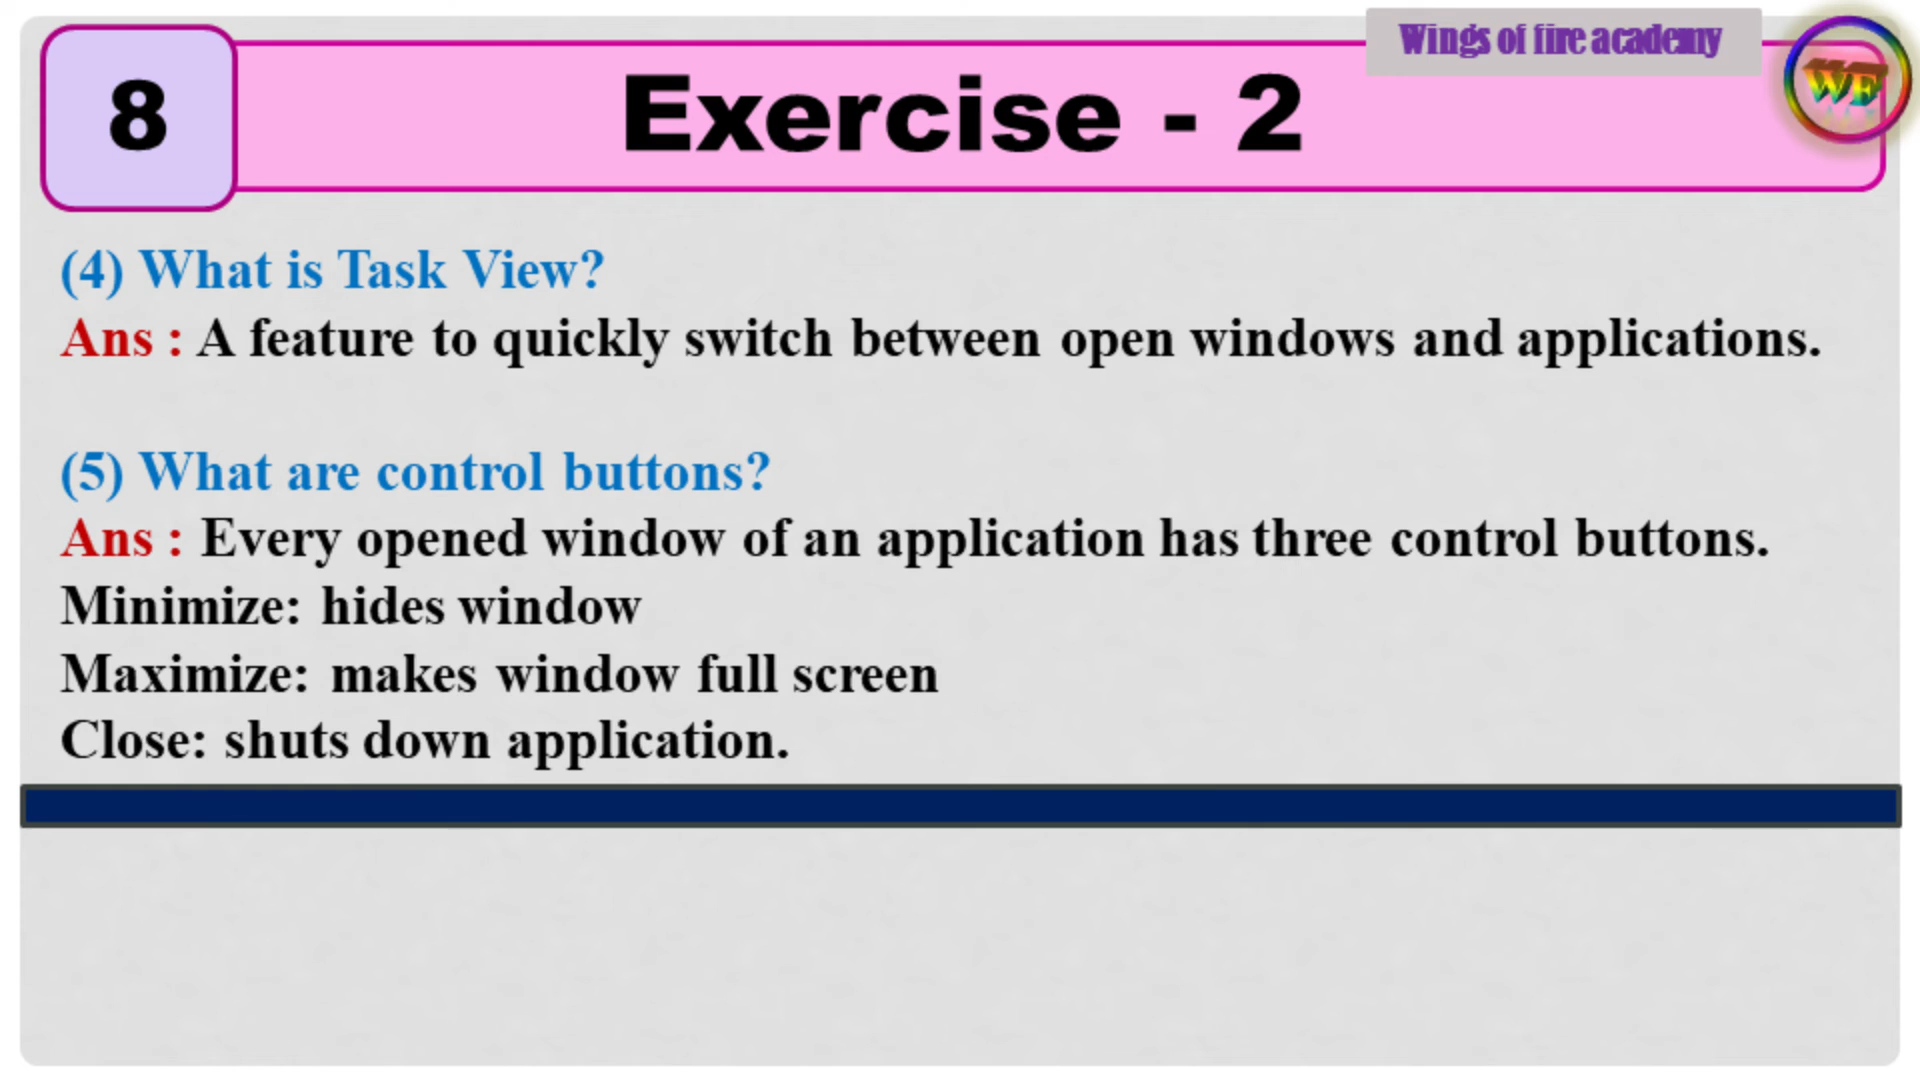 Wings of fire academy
WF
8
Exercise - 2
(4) What is Task View?
Ans : A feature to quickly switch between open windows and applications.
(5) What are control buttons?
Ans : Every opened window of an application has three control buttons.
Minimize: hides window
Maximize: makes window full screen
Close: shuts down application.